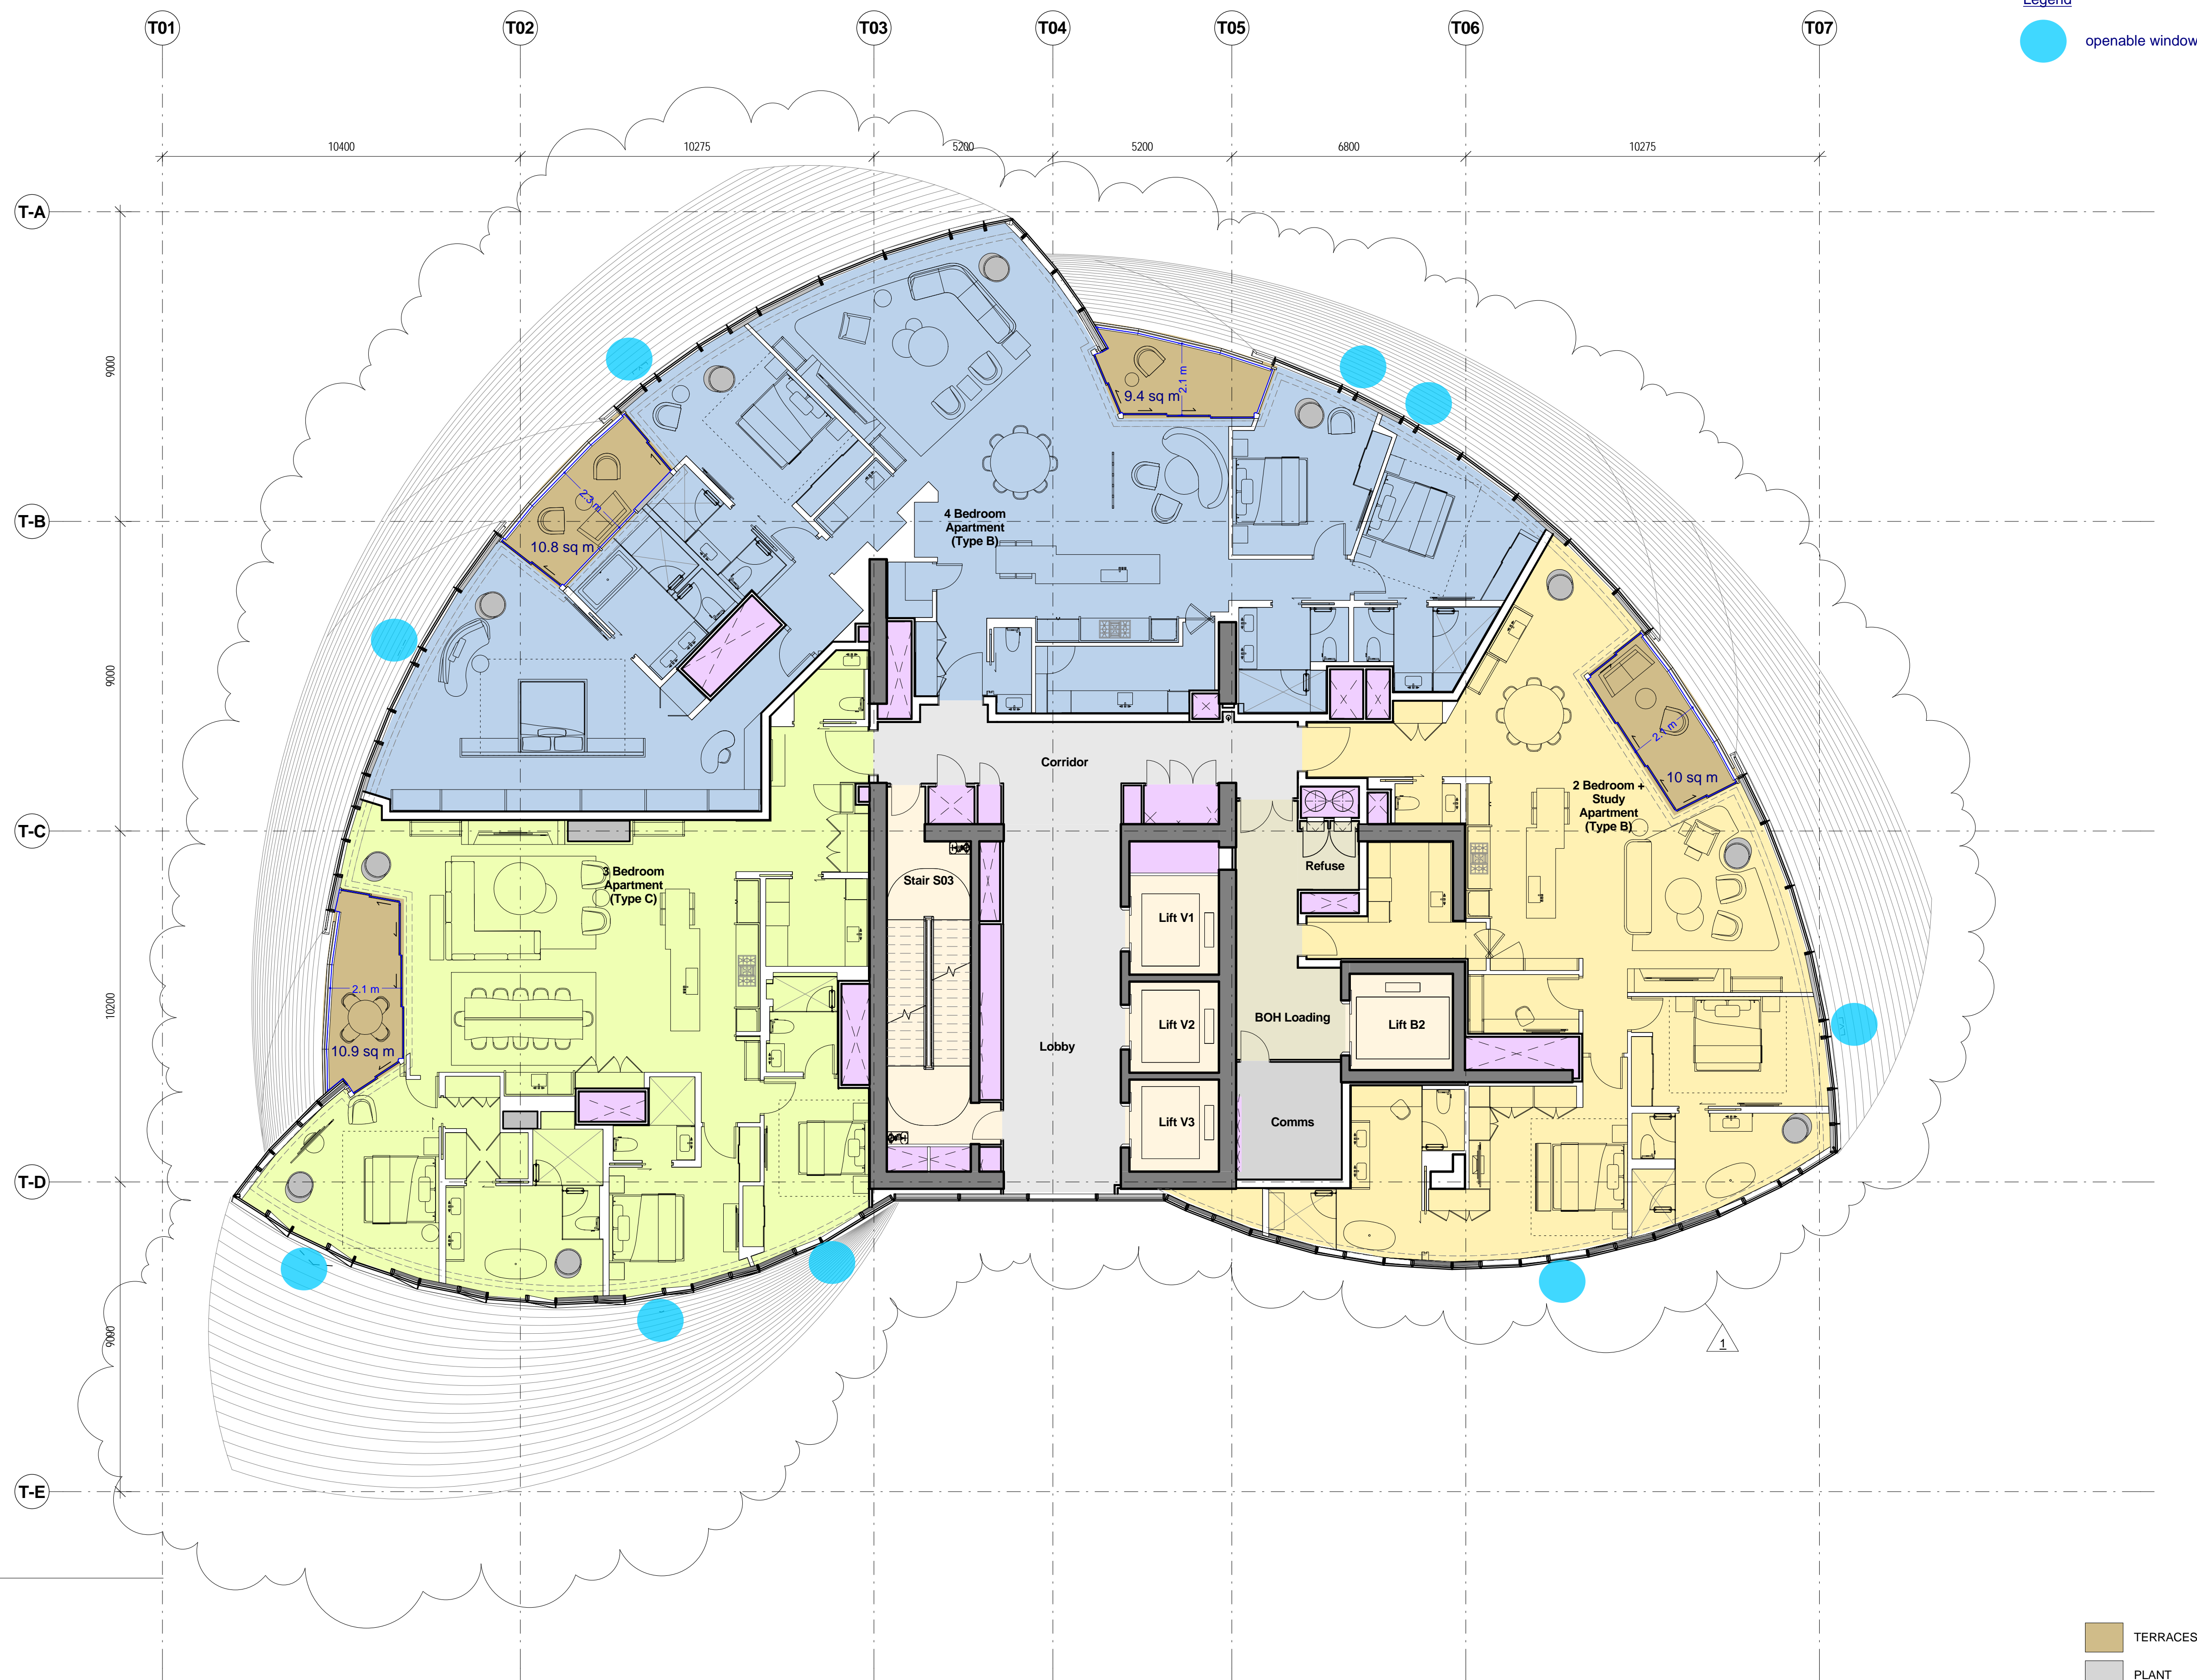 Legend
openable window
T01
T02
T03
T04
T05
T06
T07
10400
10275
5200
5200
6800
10275
T-A
T-B
T-C
T-D
T-E
9000
9000
10200
9000
9.4 sq m
2.1 m
2.3 m
10.8 sq m
4 Bedroom
Apartment
(Type B)
2.1 m
10 sq m
Corridor
2 Bedroom +
Study
Apartment
(Type B)
3 Bedroom
Apartment
(Type C)
Stair S03
Refuse
Lift V1
2.1 m
10.9 sq m
Lift V2
BOH Loading
Lift B2
Lobby
Lift V3
Comms
1
TERRACES
PLANT